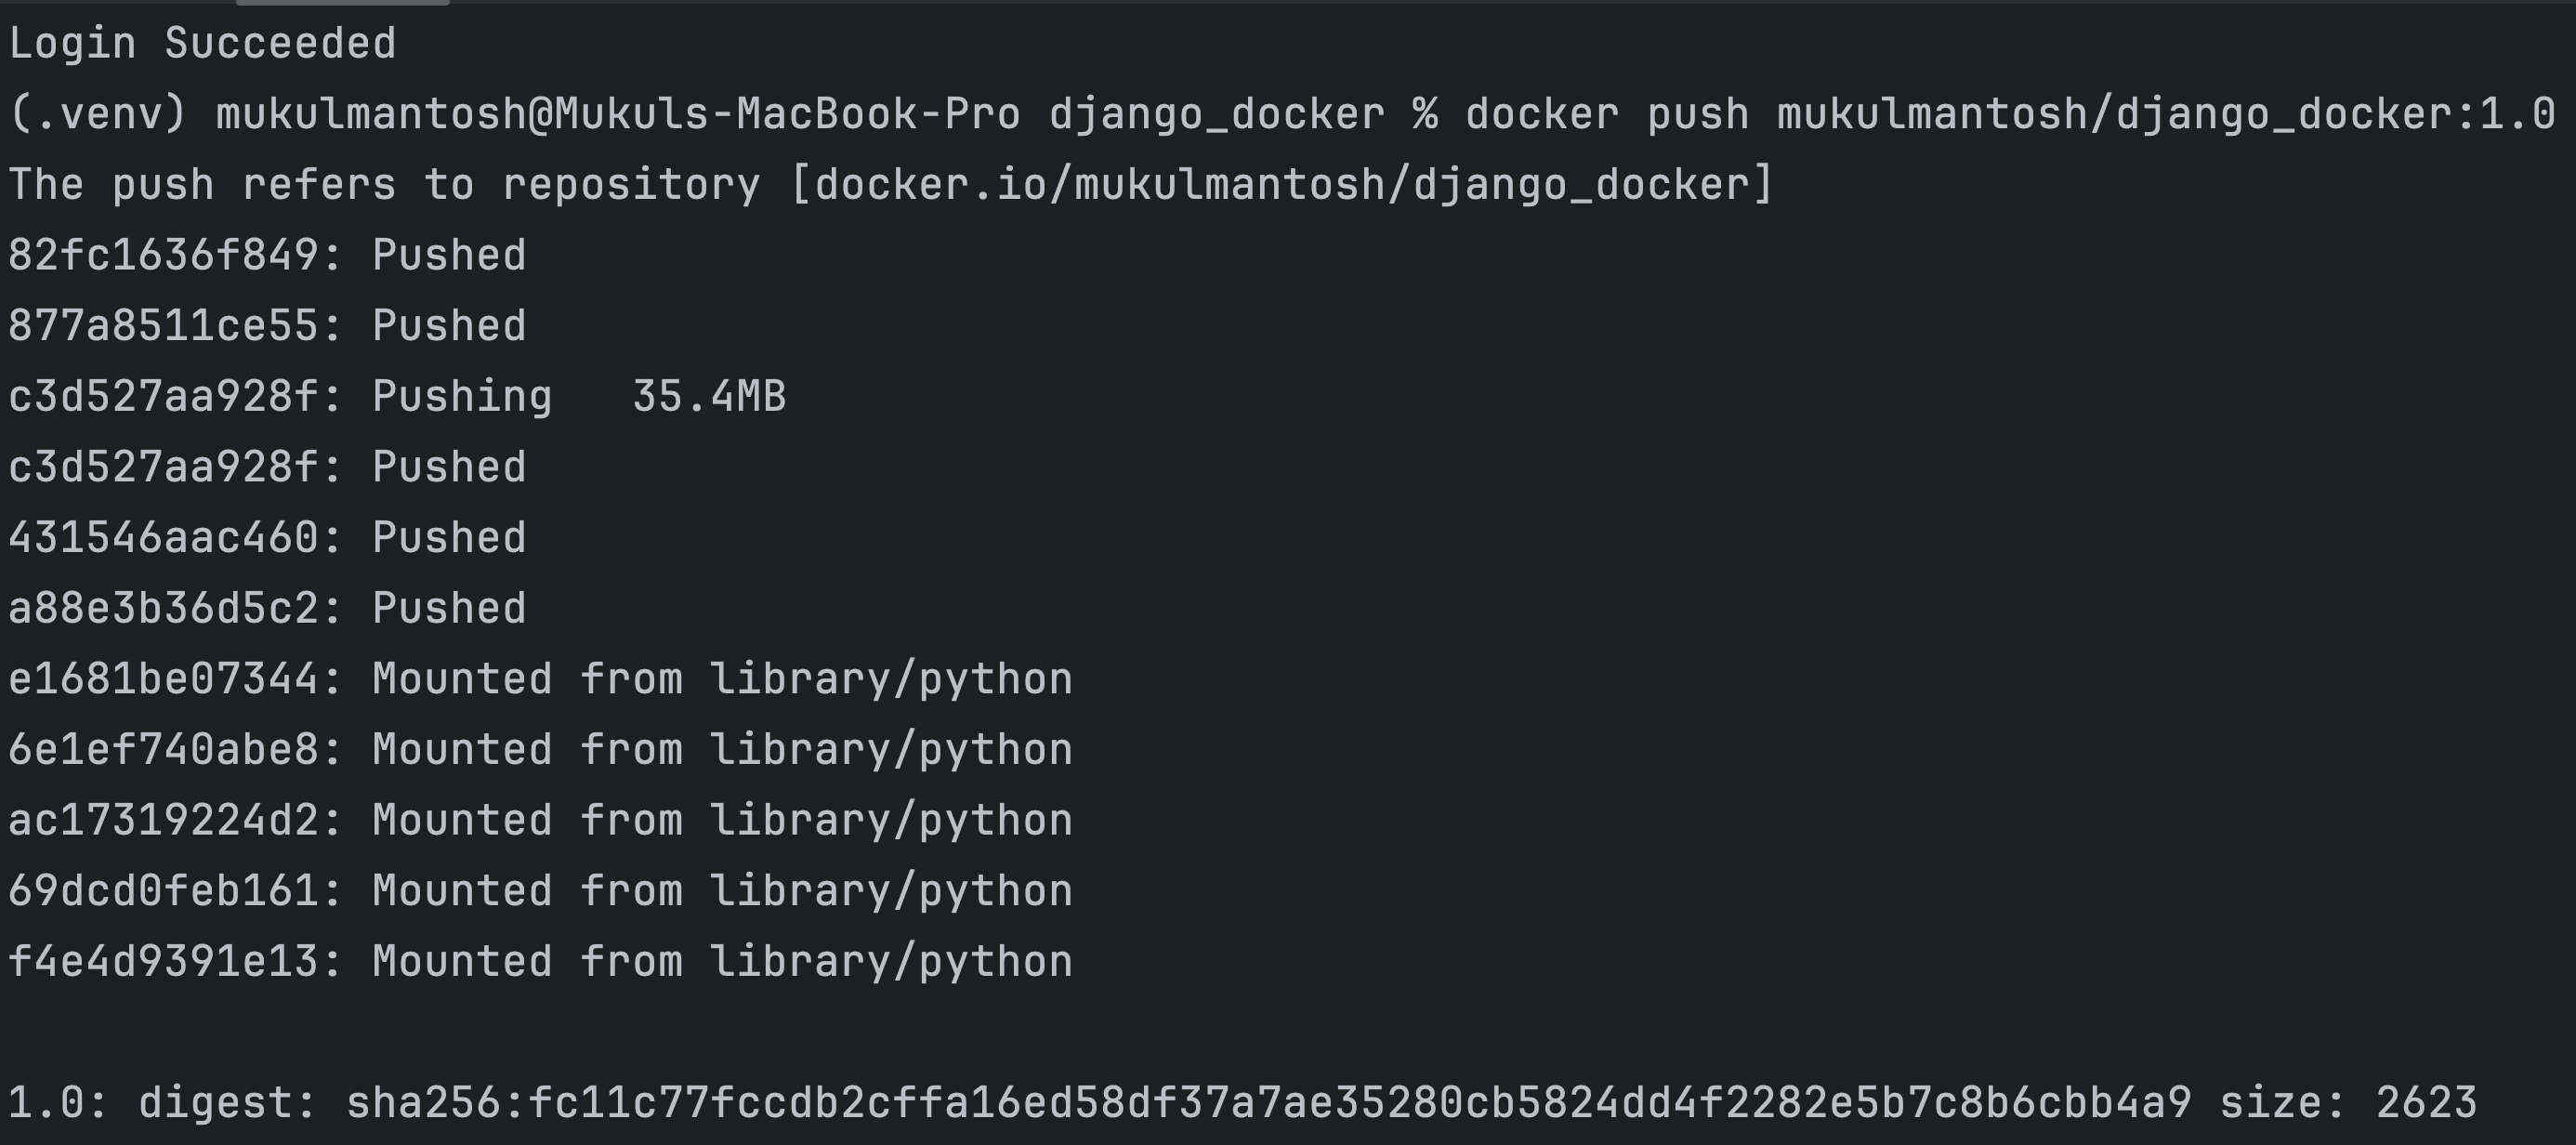 Login Succeeded
(.venv) mukulmantosh@Mukuls-MacBook-Pro django_docker % docker push mukulmantosh/django_docker:1.0
The push refers to repository [docker.io/mukulmantosh/django_docker]
82fc1636f849: Pushed
877a8511ce55: Pushed
c3d527aa928f: Pushing   35.4MB
c3d527aa928f: Pushed
431546aac460: Pushed
a88e3b36d5c2: Pushed
e1681be07344: Mounted from library/python
6e1ef740abe8: Mounted from library/python
ac17319224d2: Mounted from library/python
69dcd0feb161: Mounted from library/python
f4e4d9391e13: Mounted from library/python
1.0: digest: sha256:fc11c77fccdb2cffa16ed58df37a7ae35280cb5824dd4f2282e5b7c8b6cbb4a9 size: 2623